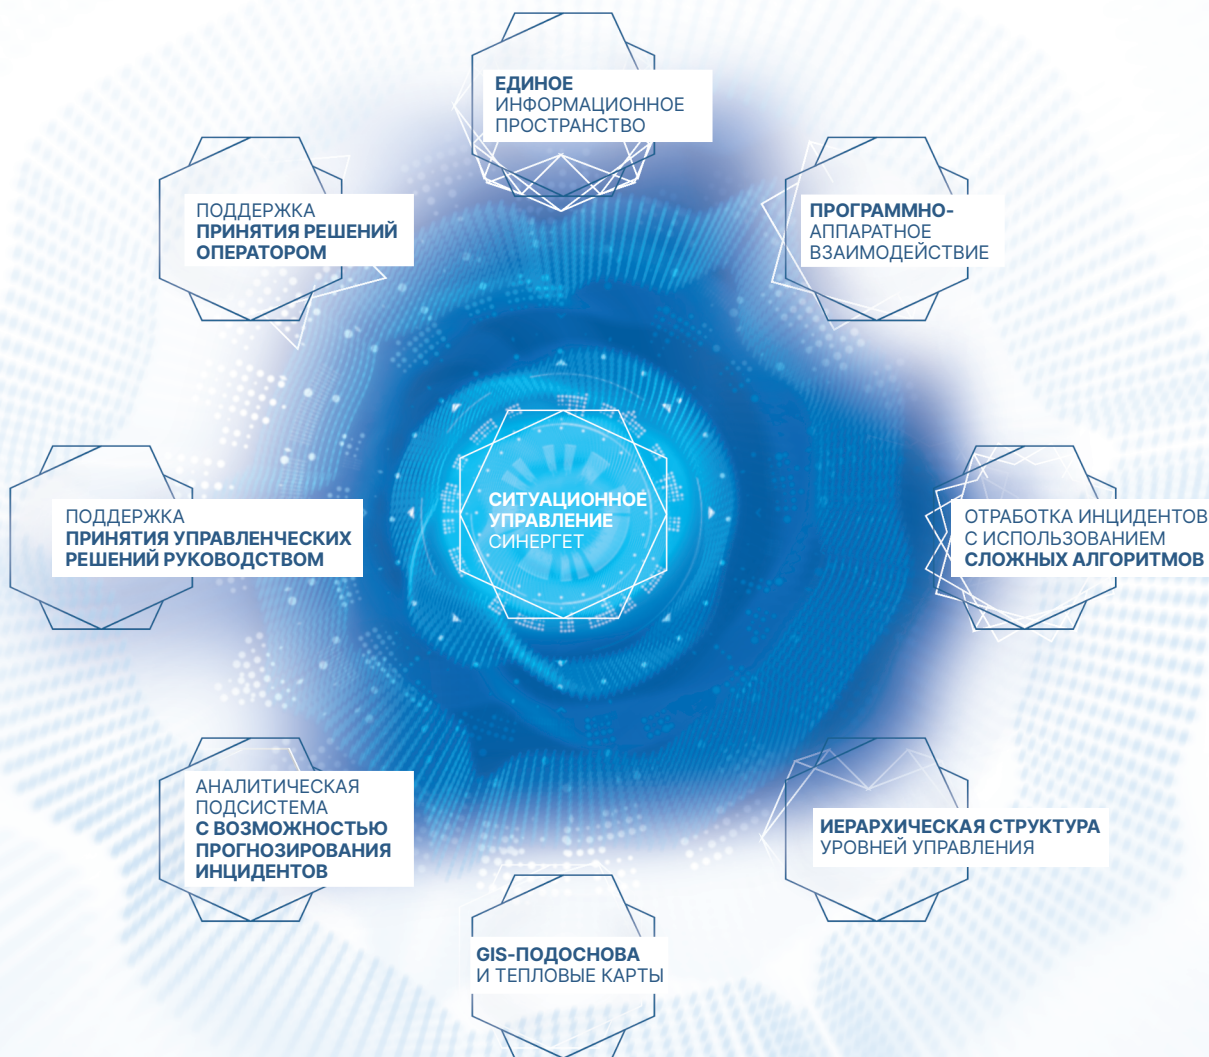 ЕДИНОЕ
ИНФОРМАЦИОННОЕ
ПРОСТРАНСТВО
ПОДДЕРЖКА
ПРИНЯТИЯ РЕШЕНИЙ
ОПЕРАТОРОМ
ПРОГРАММНО-
АППАРАТНОЕ
ВЗАИМОДЕЙСТВИЕ
СИТУАЦИОННОЕ
УПРАВЛЕНИЕ
СИНЕРГЕТ
ПОДДЕРЖКА
ПРИНЯТИЯ УПРАВЛЕНЧЕСКИХ
РЕШЕНИЙ РУКОВОДСТВОМ
ОТРАБОТКА ИНЦИДЕНТОВ
С ИСПОЛЬЗОВАНИЕМ
СЛОЖНЫХ АЛГОРИТМОВ
АНАЛИТИЧЕСКАЯ
ПОДСИСТЕМА
С ВОЗМОЖНОСТЬЮ
ПРОГНОЗИРОВАНИЯ
ИНЦИДЕНТОВ
ИЕРАРХИЧЕСКАЯ СТРУКТУРА
УРОВНЕЙ УПРАВЛЕНИЯ
GIS-ПОДОСНОВА
И ТЕПЛОВЫЕ КАРТЫ